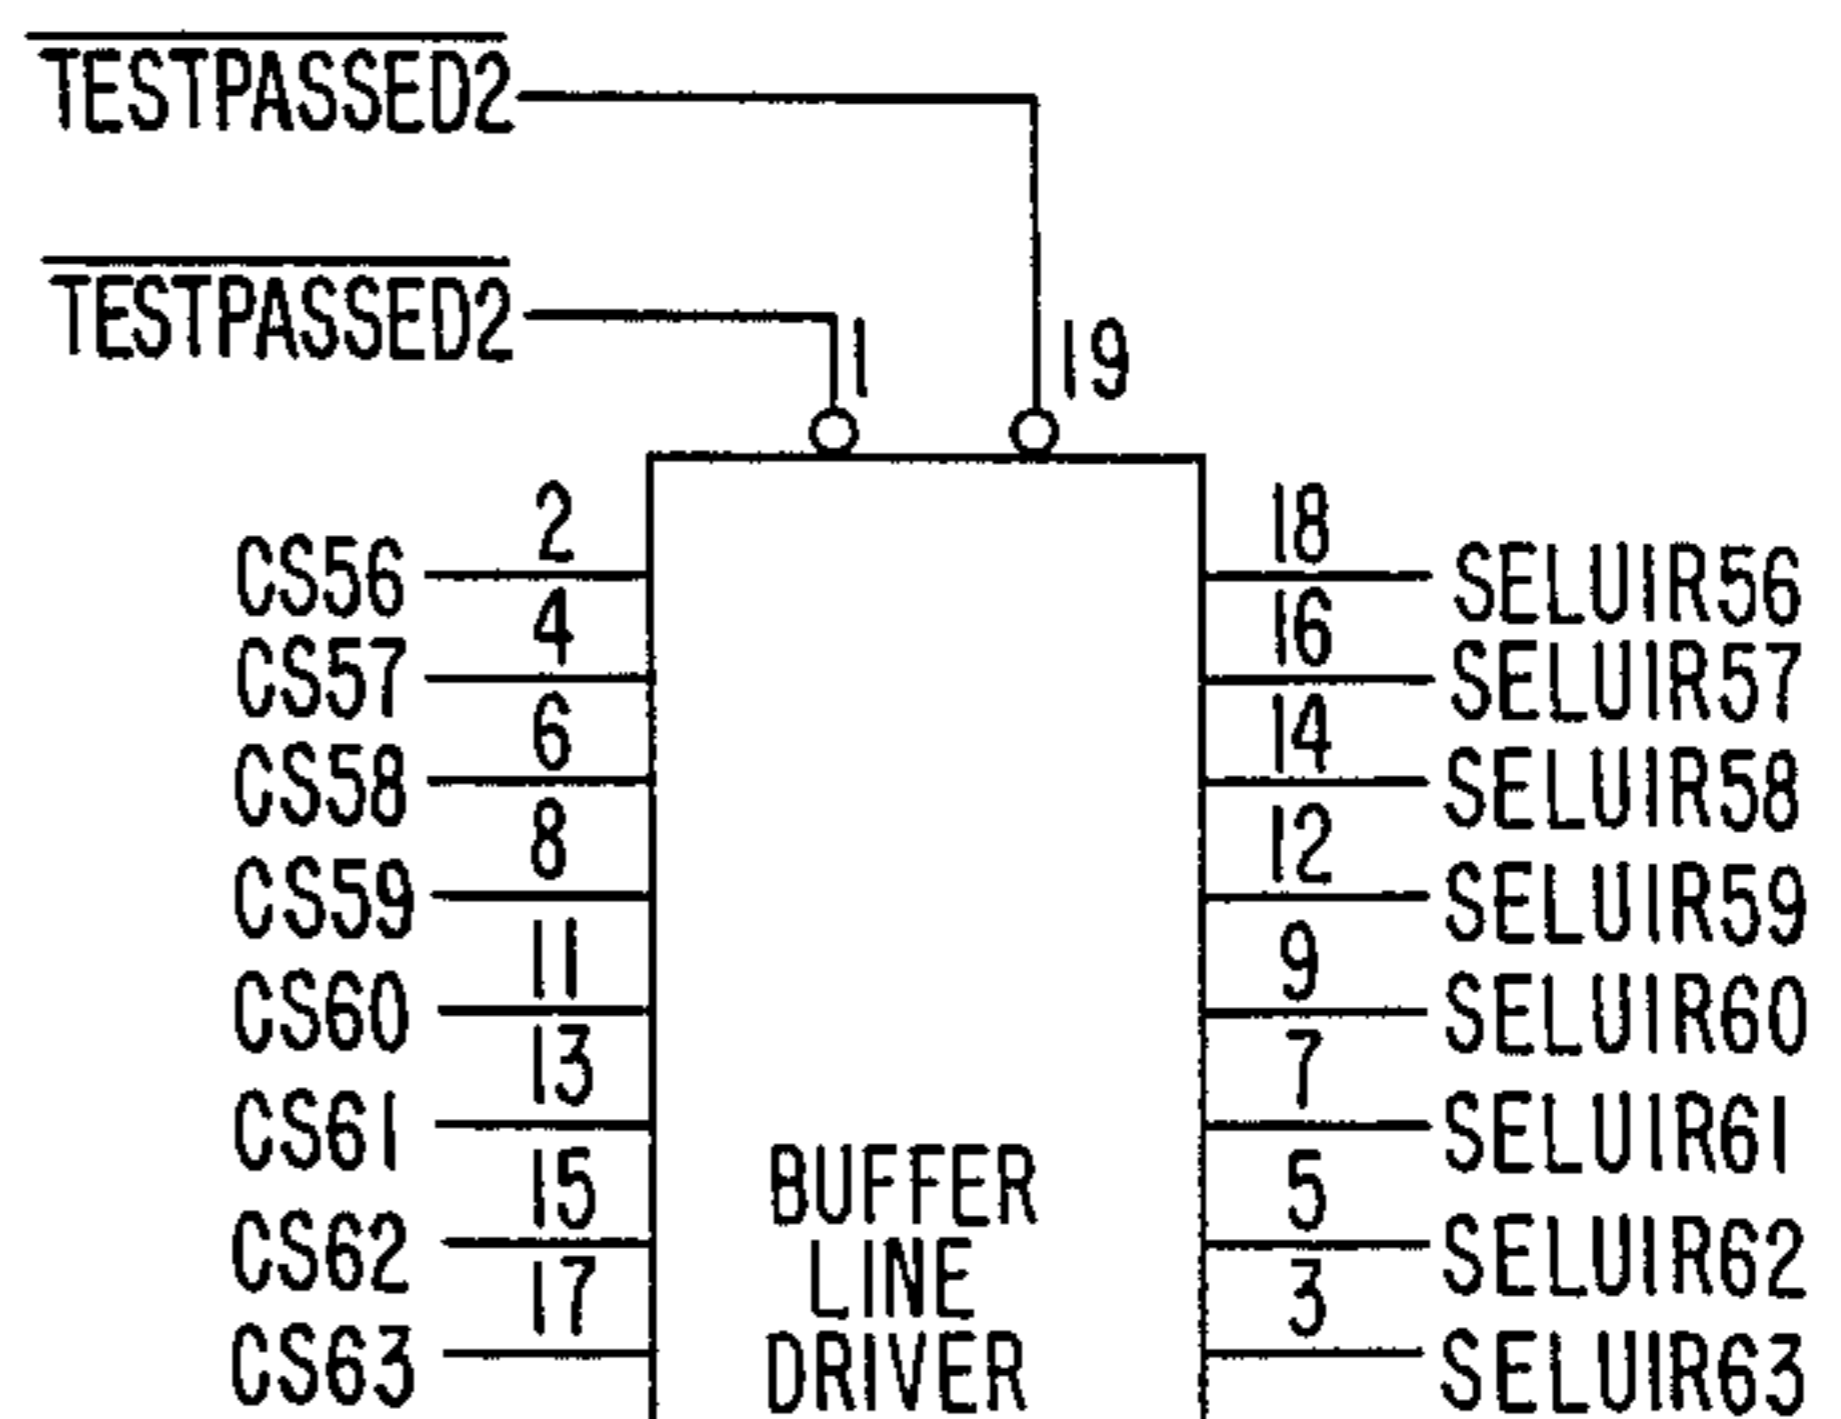 TESTPASSED2
TESTPASSED2
1
19
2
18
CS56
SELUIR56
4
16
CS57
SELUIR57
6
14
CS58
SELUIR58
8
12
CS59
SELUIR59
11
9
CS60
SELUIR60
13
7
CS61
SELUIR61
15
5
CS62
SELUIR62
17
3
CS63
SELUIR63
BUFFER
LINE
DRIVER